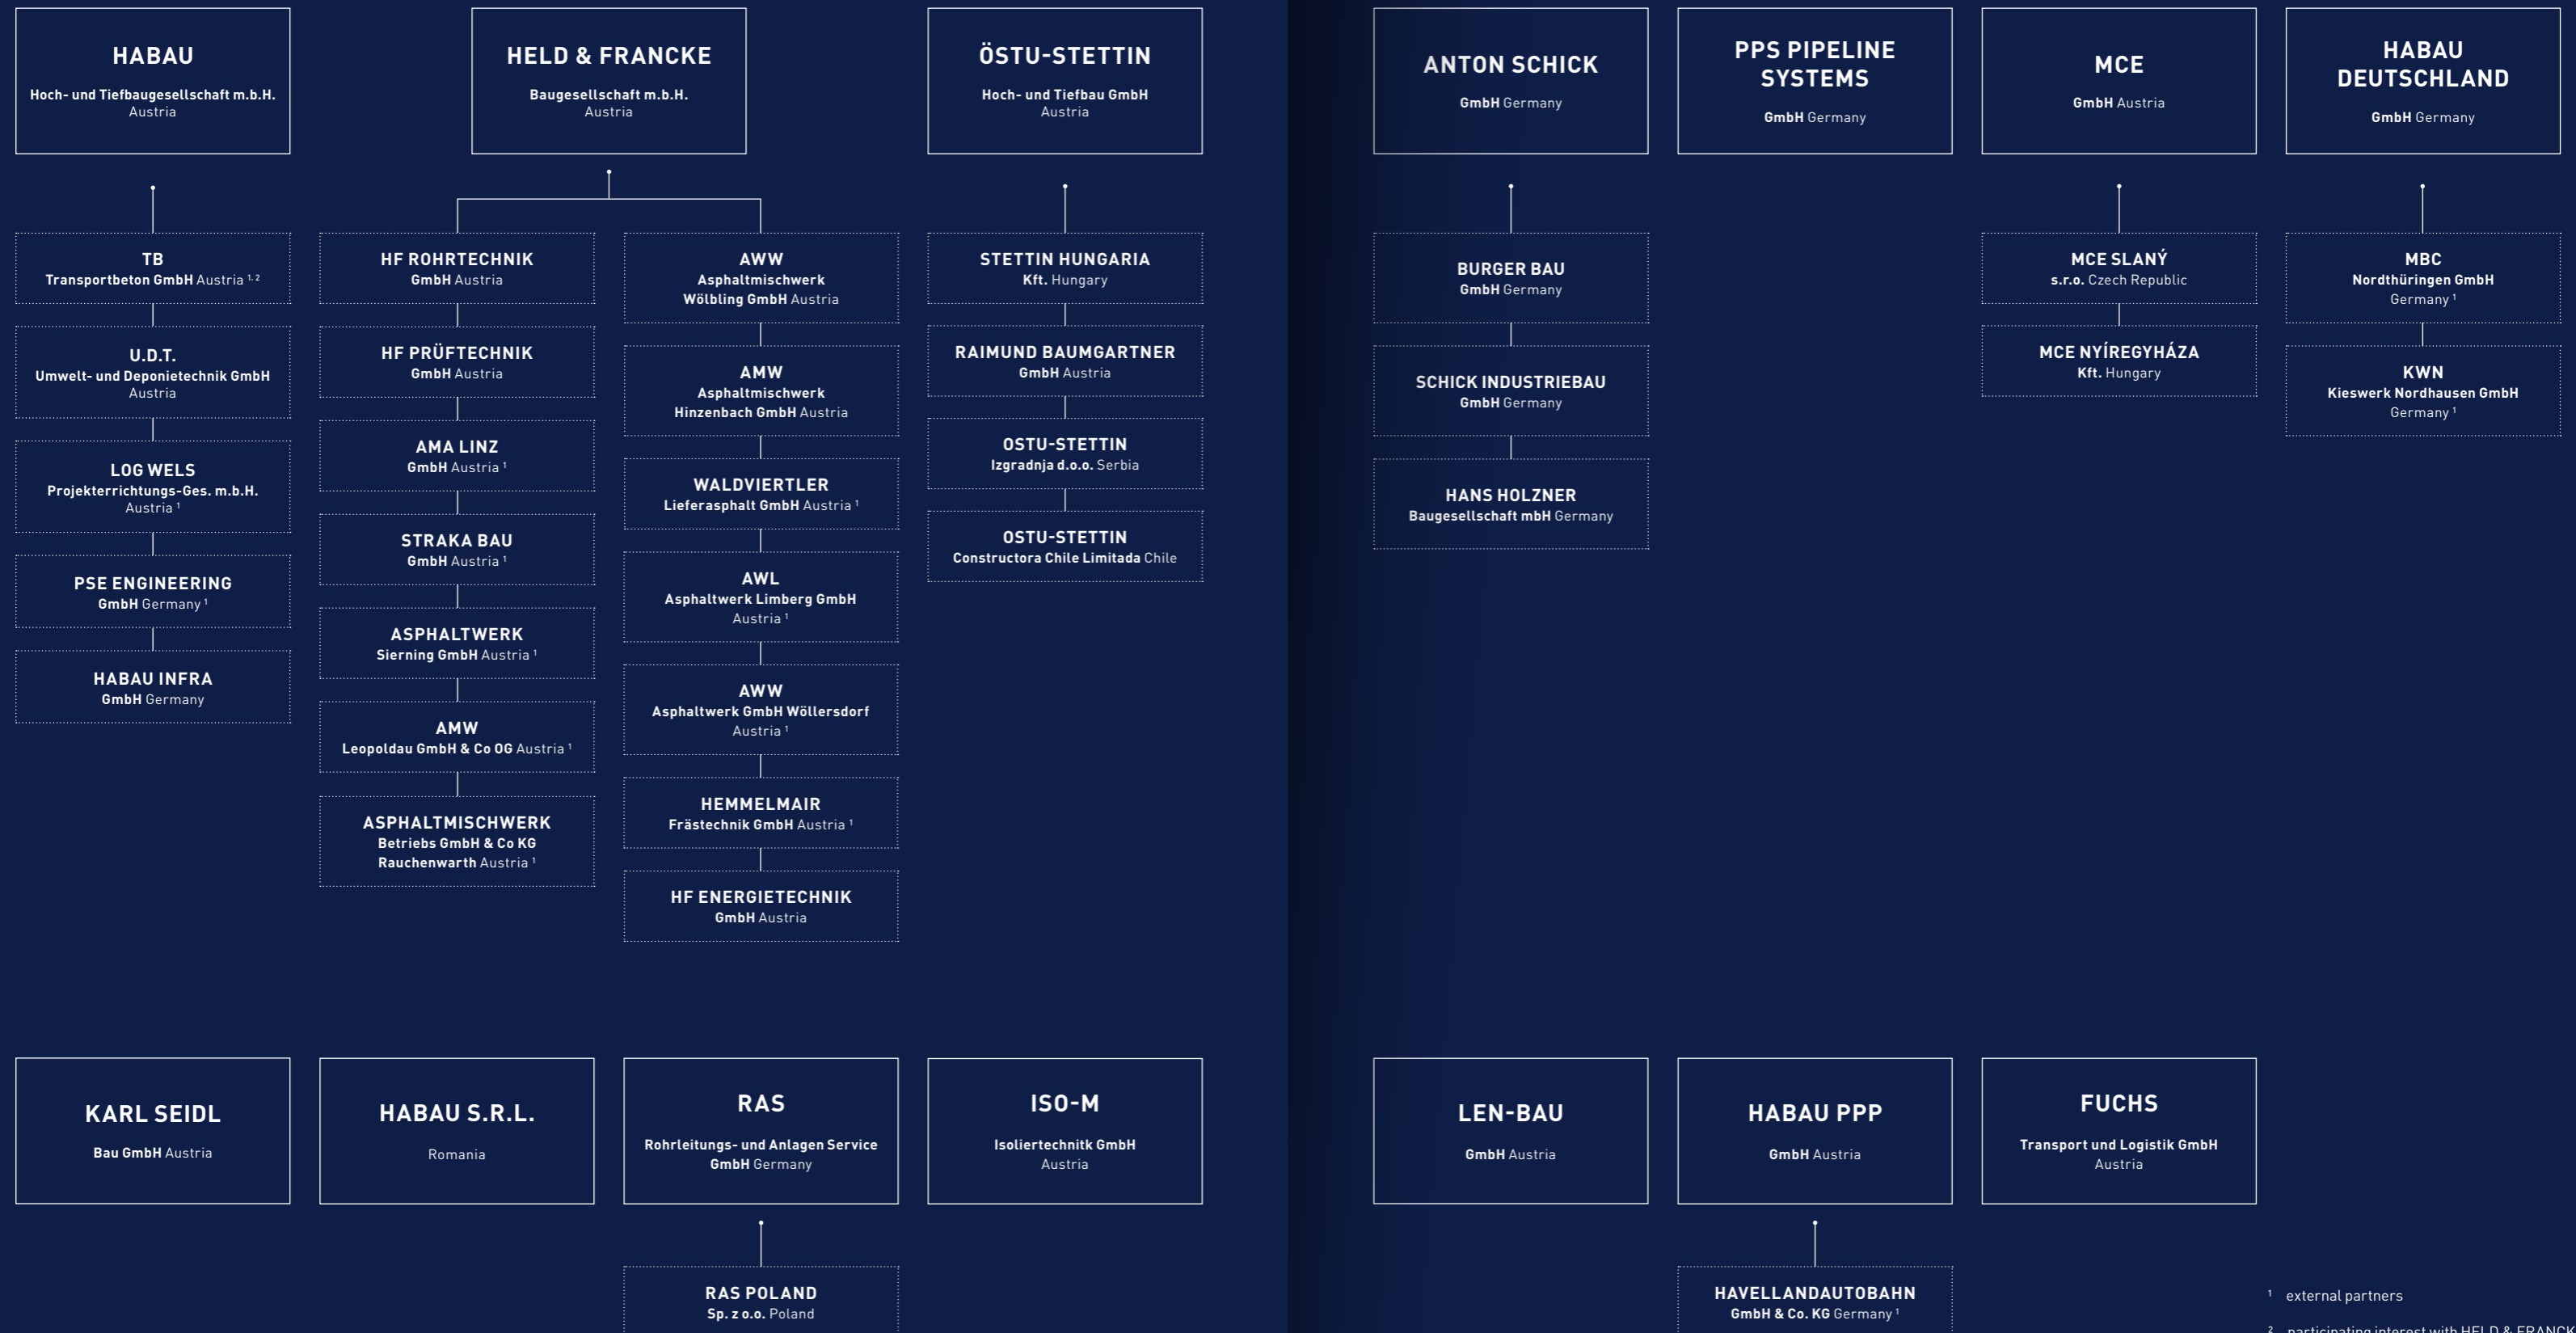 HABAU
Hoch- und Tiefbaugesellschaft m.b.H.
Austria
HELD & FRANCKE
Baugesellschaft m.b.H.
Austria
ÖSTU-STETTIN
Hoch- und Tiefbau GmbH
Austria
ANTON SCHICK
GmbH Germany
PPS PIPELINE
SYSTEMS
GmbH Germany
MCE
GmbH Austria
HABAU
DEUTSCHLAND
GmbH Germany
TB
Transportbeton GmbH Austria ¹·²
U.D.T.
Umwelt- und Deponietechnik GmbH
Austria
LOG WELS
Projekterrichtungs-Ges. m.b.H.
Austria ¹
PSE ENGINEERING
GmbH Germany ¹
HABAU INFRA
GmbH Germany
HF ROHRTECHNIK
GmbH Austria
HF PRÜFTECHNIK
GmbH Austria
AMA LINZ
GmbH Austria ¹
STRAKA BAU
GmbH Austria ¹
ASPHALTWERK
Sierning GmbH Austria ¹
AMW
Leopoldau GmbH & Co OG Austria ¹
ASPHALTMISCHWERK
Betriebs GmbH & Co KG
Rauchenwarth Austria ¹
AWW
Asphaltmischwerk
Wölbling GmbH Austria
AMW
Asphaltmischwerk
Hinzenbach GmbH Austria
WALDVIERTLER
Lieferasphalt GmbH Austria ¹
AWL
Asphaltwerk Limberg GmbH
Austria ¹
AWW
Asphaltwerk GmbH Wöllersdorf
Austria ¹
HEMMELMAIR
Frästechnik GmbH Austria ¹
HF ENERGIETECHNIK
GmbH Austria
STETTIN HUNGARIA
Kft. Hungary
RAIMUND BAUMGARTNER
GmbH Austria
OSTU-STETTIN
Izgradnja d.o.o. Serbia
OSTU-STETTIN
Constructora Chile Limitada Chile
BURGER BAU
GmbH Germany
SCHICK INDUSTRIEBAU
GmbH Germany
HANS HOLZNER
Baugesellschaft mbH Germany
MCE SLANÝ
s.r.o. Czech Republic
MCE NYÍREGYHÁZA
Kft. Hungary
MBC
Nordthüringen GmbH
Germany ¹
KWN
Kieswerk Nordhausen GmbH
Germany ¹
KARL SEIDL
Bau GmbH Austria
HABAU S.R.L.
Romania
RAS
Rohrleitungs- und Anlagen Service
GmbH Germany
ISO-M
Isoliertechnitk GmbH
Austria
LEN-BAU
GmbH Austria
HABAU PPP
GmbH Austria
FUCHS
Transport und Logistik GmbH
Austria
RAS POLAND
Sp. z o.o. Poland
HAVELLANDAUTOBAHN
GmbH & Co. KG Germany ¹
¹ external partners
² participating interest with HELD & FRANCK